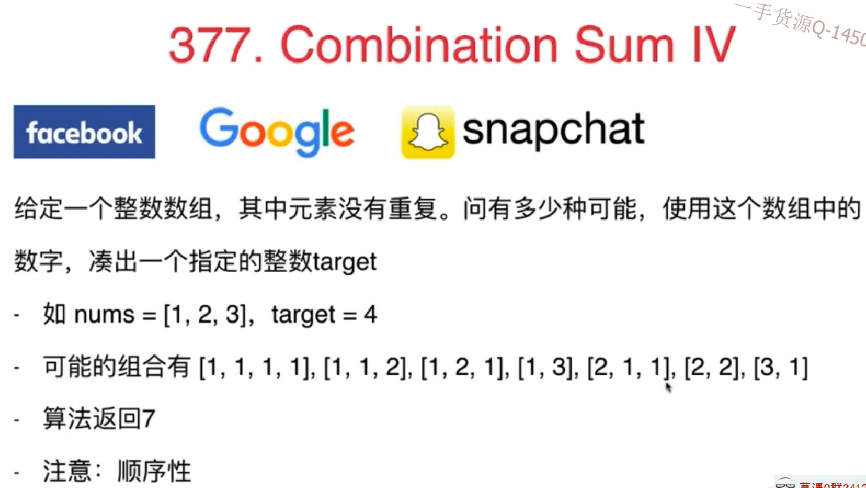 377. Combination Sum IV
一手货源Q-1450
facebook
Google
snapchat
给定一个整数数组，其中元素没有重复。问有多少种可能，使用这个数组中的
数字，凑出一个指定的整数target
- 如 nums = [1, 2, 3]，target = 4
- 可能的组合有 [1, 1, 1, 1], [1, 1, 2], [1, 2, 1], [1, 3], [2, 1, 1], [2, 2], [3, 1]
- 算法返回7
- 注意：顺序性